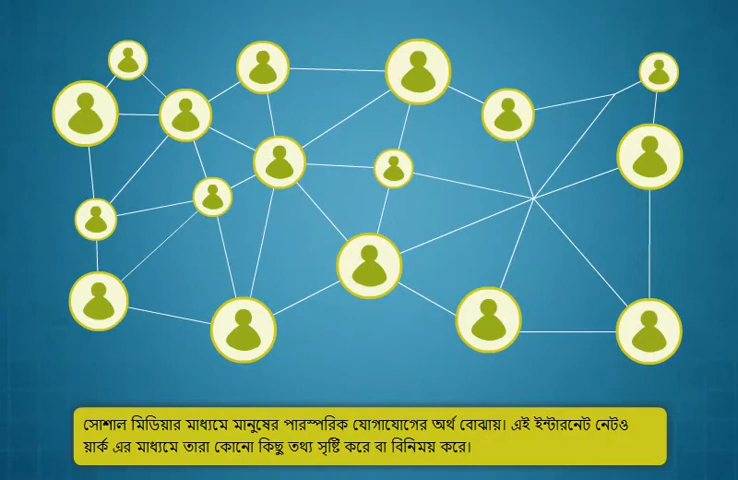 সোশাল মিডিয়ার মাধ্যমে মানুষের পারস্পরিক যোগাযোগের অর্থ বোঝায়। এই ইন্টারনেট নেটও
য়ার্ক এর মাধ্যমে তারা কোনো কিছু তথ্য সৃষ্টি করে বা বিনিময় করে।